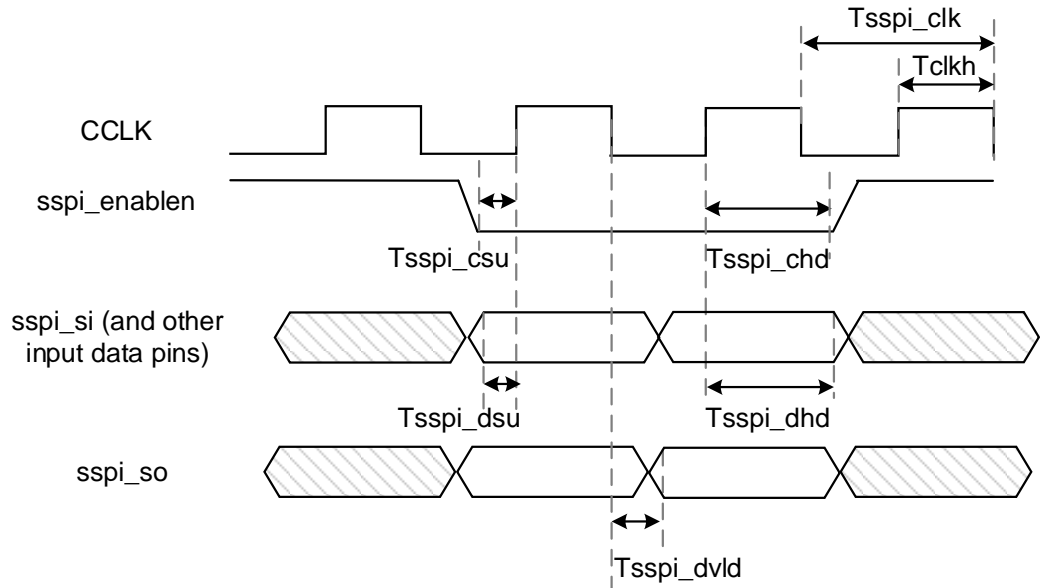 Tsspi_clk
Tclkh
CCLK
sspi_enablen
Tsspi_csu
Tsspi_chd
sspi_si (and other
input data pins)
Tsspi_dsu
Tsspi_dhd
sspi_so
Tsspi_dvld